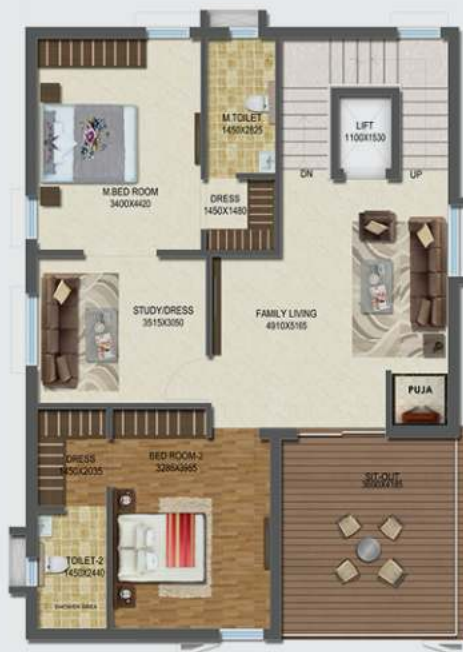 M.TOILET
1450X2825
LIFT
1100X1530
DN
UP
M.BED ROOM
3400X4420
DRESS
1450X1480
STUDY/DRESS
3515X3050
FAMILY LIVING
4910X5165
PUJA
DRESS
1450X2035
BED ROOM-2
SIT-OUT
TOILET-2
1450X2440
SHOWER AREA